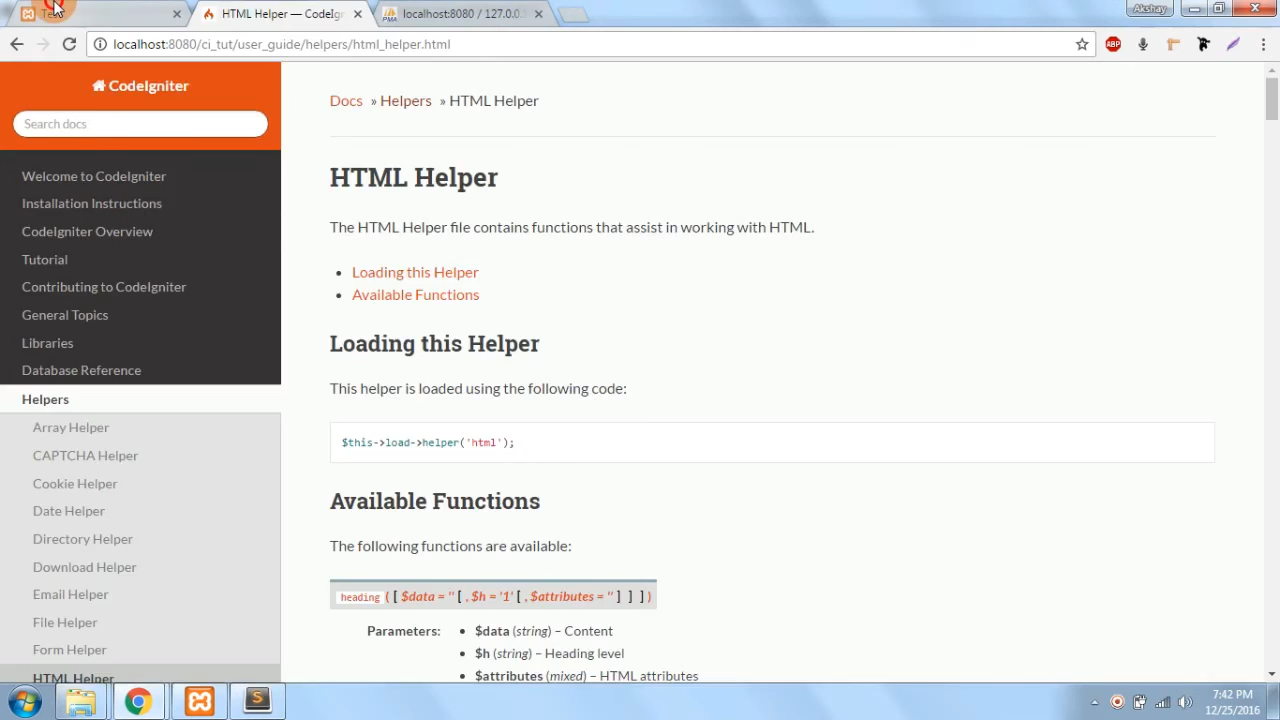 HTML Helper — CodeIgn
localhost:8080 / 127.0.0.
Akshay
localhost:8080/ci_tut/user_guide/helpers/html_helper.html
ABP
CodeIgniter
Search docs
Welcome to CodeIgniter
Installation Instructions
CodeIgniter Overview
Tutorial
Contributing to CodeIgniter
General Topics
Libraries
Database Reference
Helpers
Array Helper
CAPTCHA Helper
Cookie Helper
Date Helper
Directory Helper
Download Helper
Email Helper
File Helper
Form Helper
HTML Helper
Docs » Helpers » HTML Helper
HTML Helper
The HTML Helper file contains functions that assist in working with HTML.
• Loading this Helper
• Available Functions
Loading this Helper
This helper is loaded using the following code:
$this->load->helper('html');
Available Functions
The following functions are available:
heading([$data = ''[, $h = '1'[, $attributes = '']]])
Parameters: • $data (string) – Content
• $h (string) – Heading level
• $attributes (mixed) – HTML attributes
7:42 PM
12/25/2016